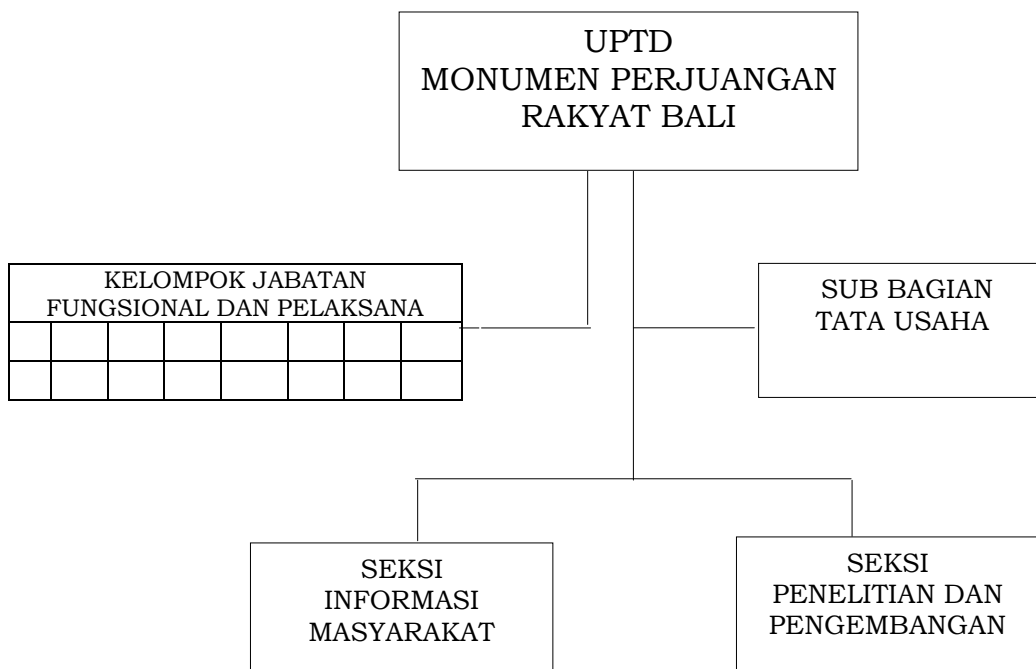 UPTD
MONUMEN PERJUANGAN
RAKYAT BALI
KELOMPOK JABATAN
FUNGSIONAL DAN PELAKSANA
SUB BAGIAN
TATA USAHA
SEKSI
INFORMASI
MASYARAKAT
SEKSI
PENELITIAN DAN
PENGEMBANGAN